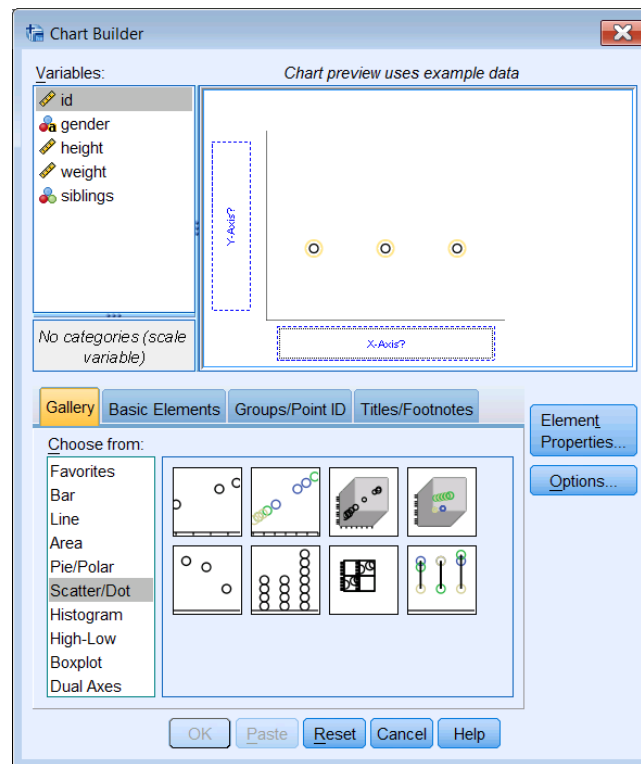 Chart Builder
Variables:
Chart preview uses example data
id
gender
height
weight
siblings
Y-Axis?
X-Axis?
No categories (scale
variable)
Gallery
Basic Elements
Groups/Point ID
Titles/Footnotes
Element
Properties...
Options...
Choose from:
Favorites
Bar
Line
Area
Pie/Polar
Scatter/Dot
Histogram
High-Low
Boxplot
Dual Axes
OK
Paste
Reset
Cancel
Help